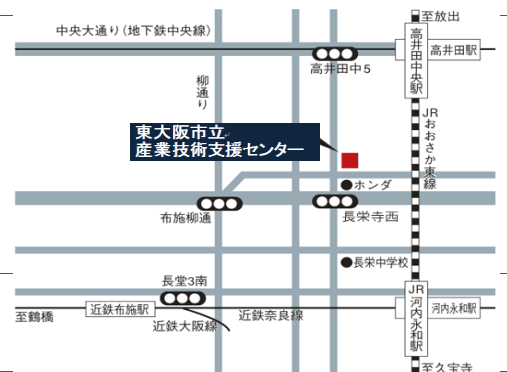 至放出
中央大通り(地下鉄中央線)
高井田中央駅
高井田駅
高井田中5
柳通り
JRおおさか東線
東大阪市立
産業技術支援センター
ホンダ
布施柳通
長栄寺西
長栄中学校
長堂3南
JR河内永和駅
河内永和駅
近鉄布施駅
至鶴橋
近鉄大阪線
近鉄奈良線
至久宝寺